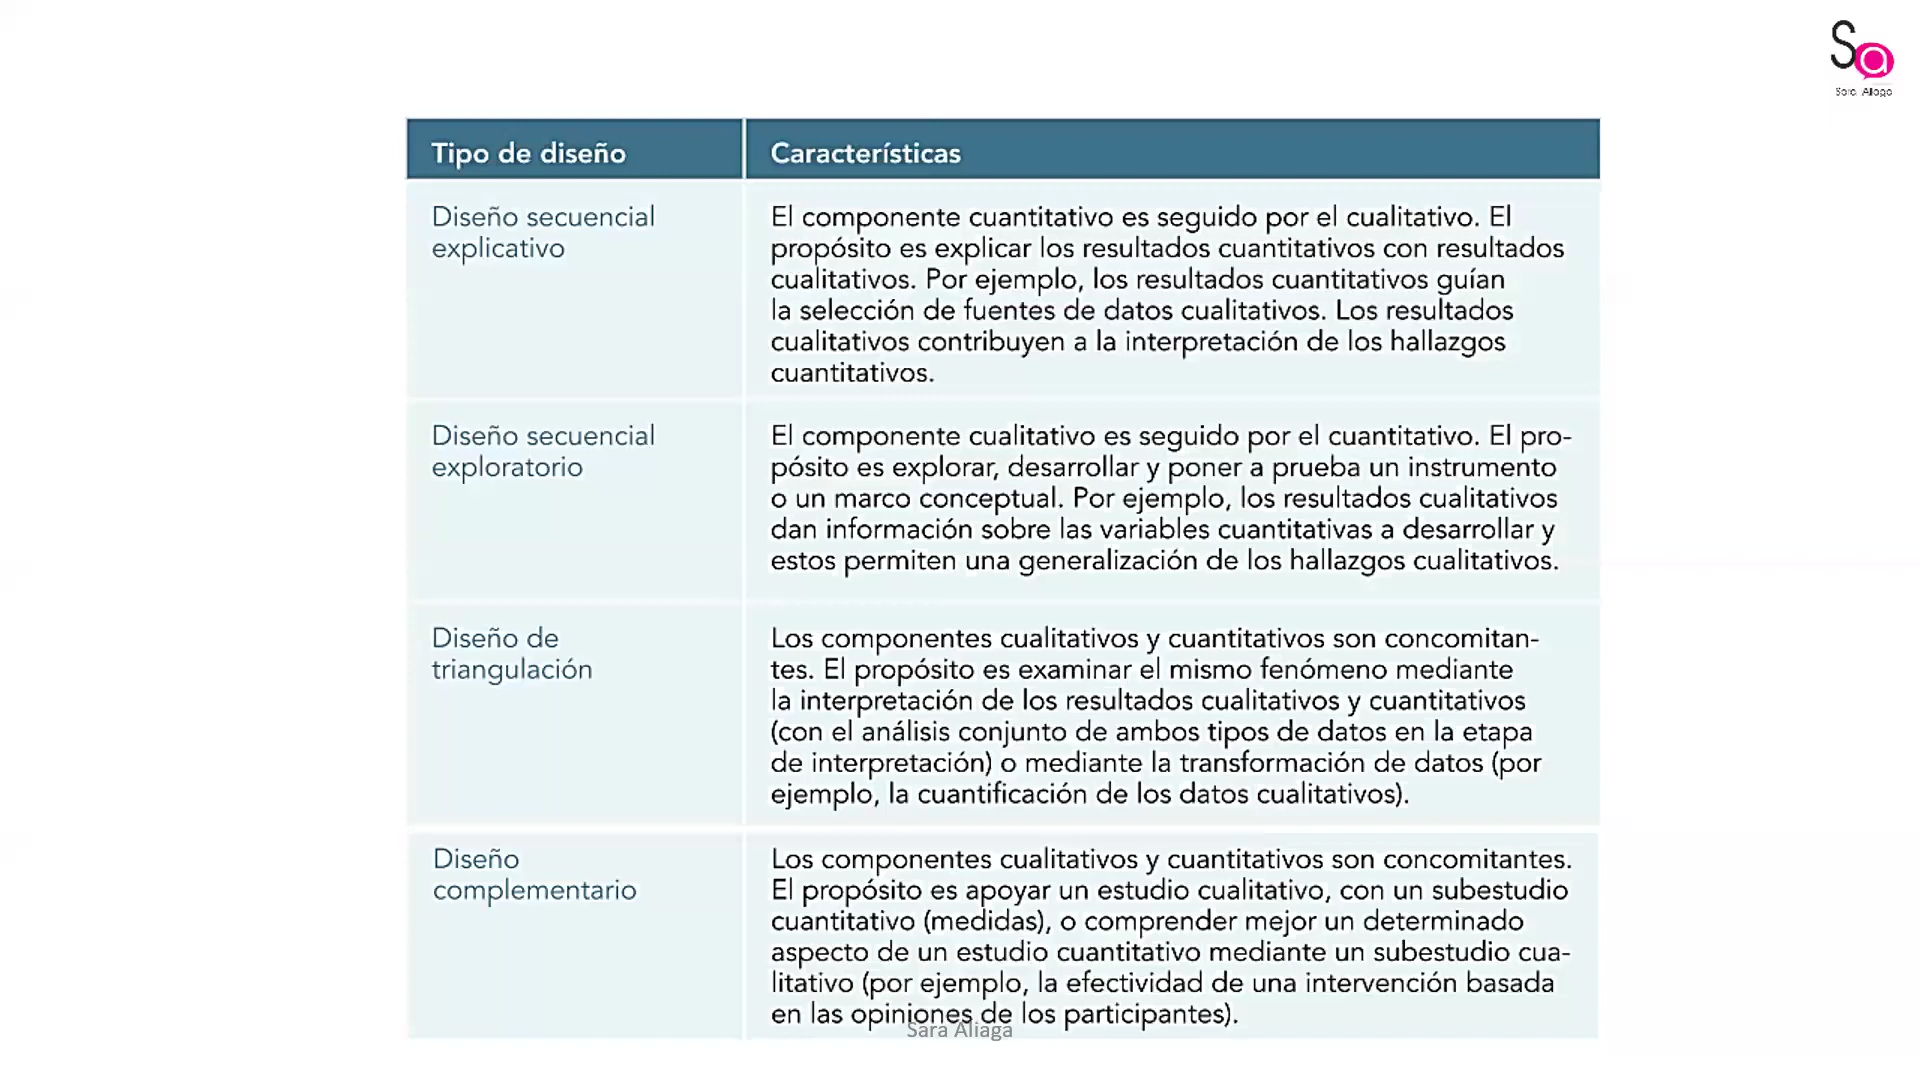 Sa
Sara Aliaga
Tipo de diseño
Características
Diseño secuencial
explicativo
El componente cuantitativo es seguido por el cualitativo. El
propósito es explicar los resultados cuantitativos con resultados
cualitativos. Por ejemplo, los resultados cuantitativos guían
la selección de fuentes de datos cualitativos. Los resultados
cualitativos contribuyen a la interpretación de los hallazgos
cuantitativos.
Diseño secuencial
exploratorio
El componente cualitativo es seguido por el cuantitativo. El pro-
pósito es explorar, desarrollar y poner a prueba un instrumento
o un marco conceptual. Por ejemplo, los resultados cualitativos
dan información sobre las variables cuantitativas a desarrollar y
estos permiten una generalización de los hallazgos cualitativos.
Diseño de
triangulación
Los componentes cualitativos y cuantitativos son concomitan-
tes. El propósito es examinar el mismo fenómeno mediante
la interpretación de los resultados cualitativos y cuantitativos
(con el análisis conjunto de ambos tipos de datos en la etapa
de interpretación) o mediante la transformación de datos (por
ejemplo, la cuantificación de los datos cualitativos).
Diseño
complementario
Los componentes cualitativos y cuantitativos son concomitantes.
El propósito es apoyar un estudio cualitativo, con un subestudio
cuantitativo (medidas), o comprender mejor un determinado
aspecto de un estudio cuantitativo mediante un subestudio cua-
litativo (por ejemplo, la efectividad de una intervención basada
en las opiniones de los participantes).
Sara Aliaga